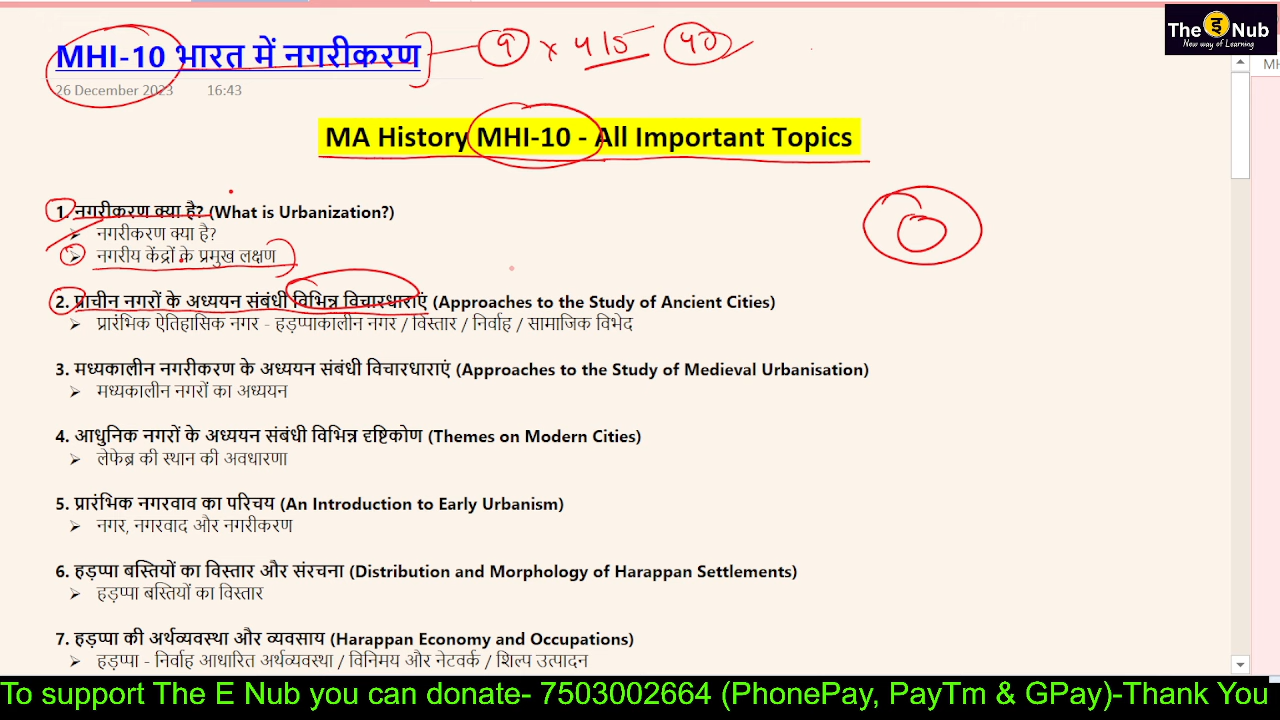 The ई Nub
Now way of Learning
MHI-10 भारत में नगरीकरण
9 x 4/5 40
26 December 2023 16:43
MH
MA History MHI-10 - All Important Topics
1. नगरीकरण क्या है? (What is Urbanization?)
➢ नगरीकरण क्या है?
➢ नगरीय केंद्रों के प्रमुख लक्षण
2. प्राचीन नगरों के अध्ययन संबंधी विभिन्न विचारधाराएं (Approaches to the Study of Ancient Cities)
➢ प्रारंभिक ऐतिहासिक नगर - हड़प्पाकालीन नगर / विस्तार / निर्वाह / सामाजिक विभेद
3. मध्यकालीन नगरीकरण के अध्ययन संबंधी विचारधाराएं (Approaches to the Study of Medieval Urbanisation)
➢ मध्यकालीन नगरों का अध्ययन
4. आधुनिक नगरों के अध्ययन संबंधी विभिन्न दृष्टिकोण (Themes on Modern Cities)
➢ लेफेब्र की स्थान की अवधारणा
5. प्रारंभिक नगरवाव का परिचय (An Introduction to Early Urbanism)
➢ नगर, नगरवाद और नगरीकरण
6. हड़प्पा बस्तियों का विस्तार और संरचना (Distribution and Morphology of Harappan Settlements)
➢ हड़प्पा बस्तियों का विस्तार
7. हड़प्पा की अर्थव्यवस्था और व्यवसाय (Harappan Economy and Occupations)
➢ हड़प्पा - निर्वाह आधारित अर्थव्यवस्था / विनिमय और नेटवर्क / शिल्प उत्पादन
To support The E Nub you can donate- 7503002664 (PhonePay, PayTm & GPay)-Thank You